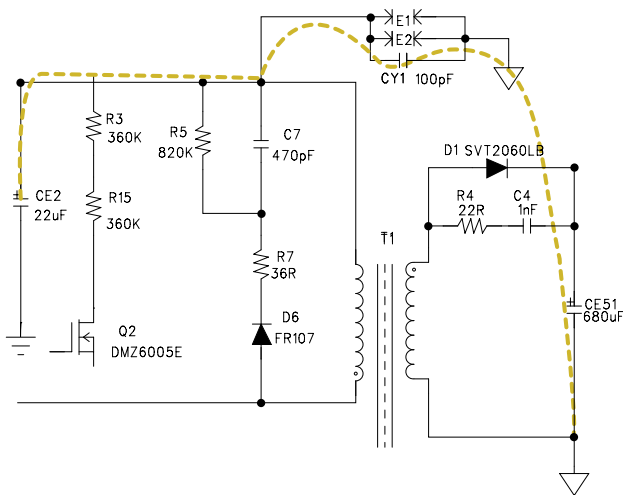 E1
E2
CY1 100pF
R3
360K
R5
820K
C7
470pF
D1 SVT2060LB
CE2
22uF
R15
360K
R4
22R
C4
1nF
T1
R7
36R
CE51
680uF
Q2
DMZ6005E
D6
FR107